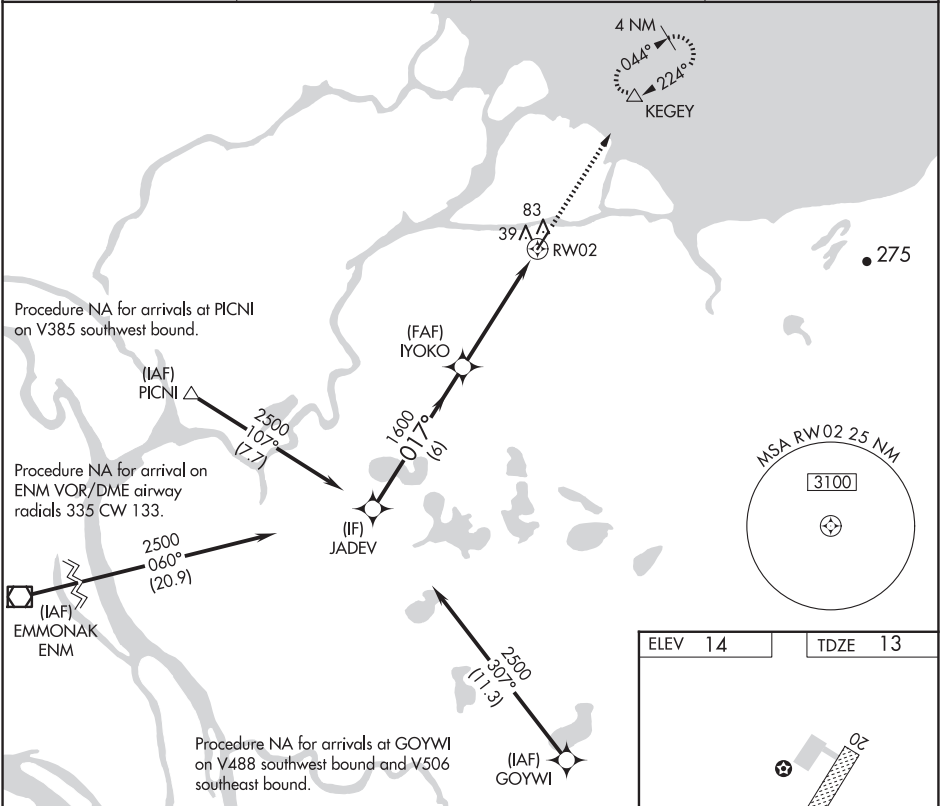 4 NM
044°
224°
KEGEY
83
39
RW02
275
Procedure NA for arrivals at PICNI
on V385 southwest bound.
(FAF)
IYOKO
(IAF)
PICNI
2500
107°
(7.7)
1600
017°
(6)
MSA RW02 25 NM
3100
Procedure NA for arrival on
ENM VOR/DME airway
radials 335 CW 133.
(IF)
JADEV
2500
060°
(20.9)
(IAF)
EMMONAK
ENM
2500
307°
(11.3)
ELEV 14
TDZE 13
Procedure NA for arrivals at GOYWI
on V488 southwest bound and V506
southeast bound.
(IAF)
GOYWI
20